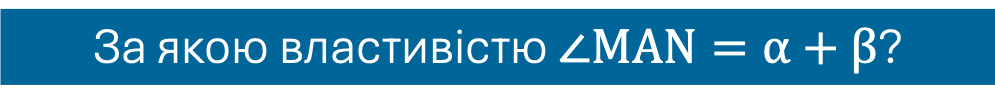 За якою властивістю ∠MAN = α + β?